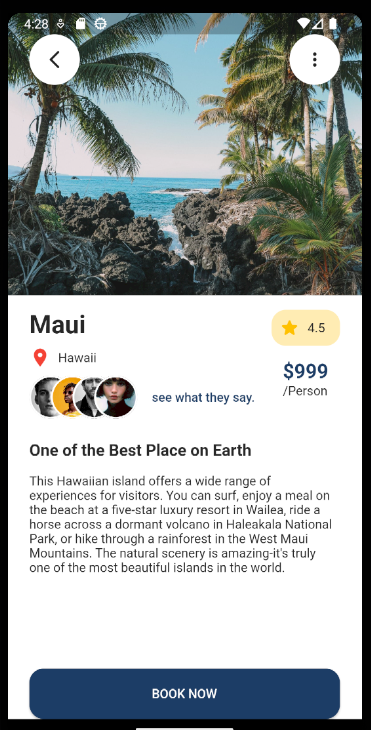 4:28
Maui
4.5
Hawaii
$999
/Person
see what they say.
One of the Best Place on Earth
This Hawaiian island offers a wide range of
experiences for visitors. You can surf, enjoy a meal on
the beach at a five-star luxury resort in Wailea, ride a
horse across a dormant volcano in Haleakala National
Park, or hike through a rainforest in the West Maui
Mountains. The natural scenery is amazing-it's truly
one of the most beautiful islands in the world.
BOOK NOW